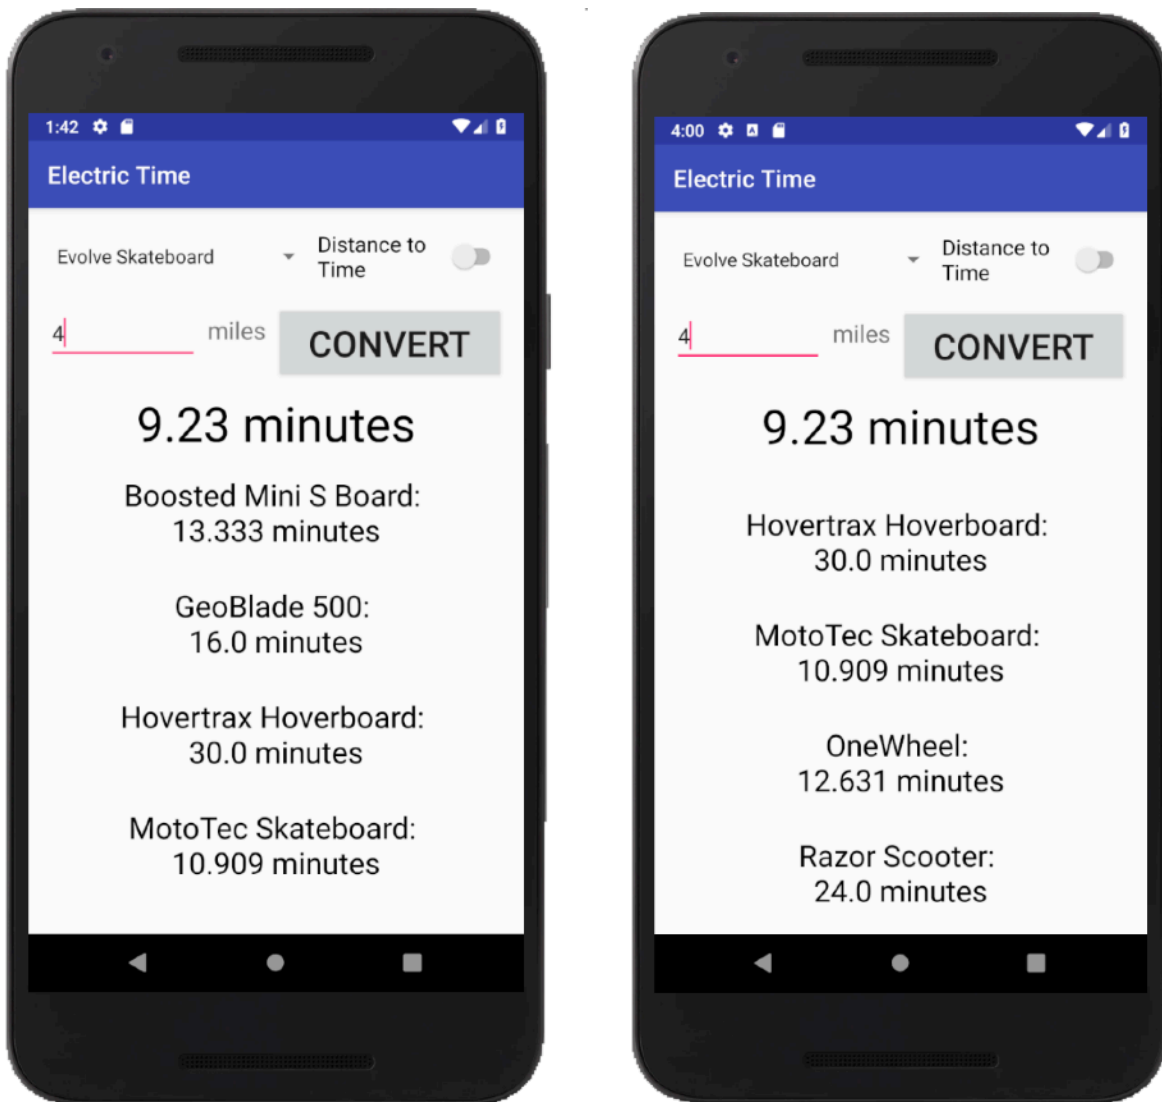 1:42
Electric Time
Evolve Skateboard
Distance to
Time
4
miles
CONVERT
9.23 minutes
Boosted Mini S Board:
13.333 minutes
GeoBlade 500:
16.0 minutes
Hovertrax Hoverboard:
30.0 minutes
MotoTec Skateboard:
10.909 minutes
4:00
Electric Time
Evolve Skateboard
Distance to
Time
4
miles
CONVERT
9.23 minutes
Hovertrax Hoverboard:
30.0 minutes
MotoTec Skateboard:
10.909 minutes
OneWheel:
12.631 minutes
Razor Scooter:
24.0 minutes